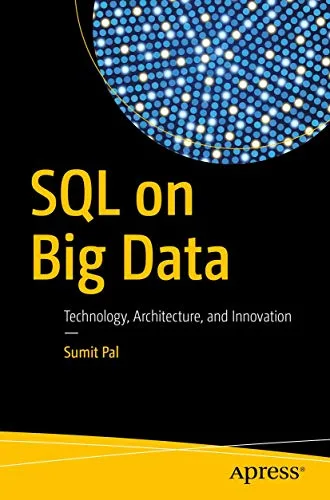 SQL on
Big Data
Technology, Architecture, and Innovation
—
Sumit Pal
Apress®